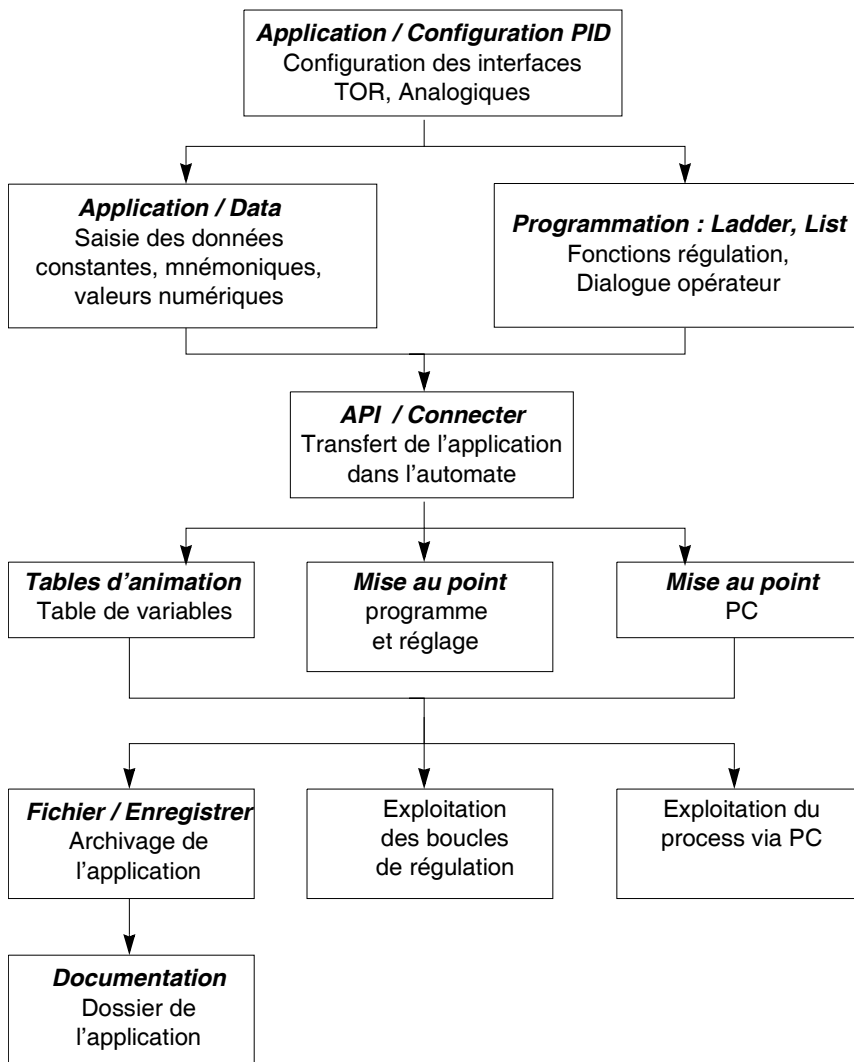 Application / Configuration PID
Configuration des interfaces
TOR, Analogiques
Application / Data
Saisie des données
constantes, mnémoniques,
valeurs numériques
Programmation : Ladder, List
Fonctions régulation,
Dialogue opérateur
API / Connecter
Transfert de l'application
dans l'automate
Tables d'animation
Table de variables
Mise au point
programme
et réglage
Mise au point
PC
Fichier / Enregistrer
Archivage de
l'application
Exploitation
des boucles
de régulation
Exploitation du
process via PC
Documentation
Dossier de
l'application